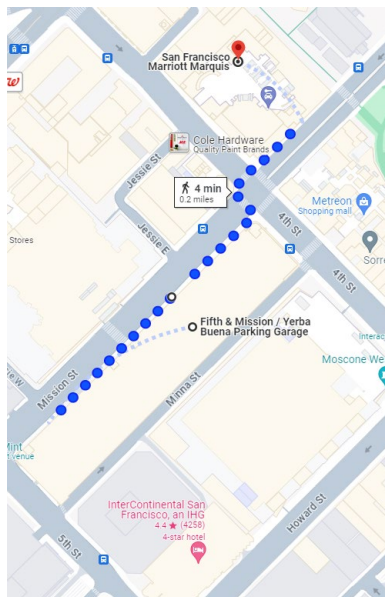 San Francisco
Marriott Marquis
Cole Hardware
Quality Paint Brands
Jessie St
4 min
0.2 miles
Metreon
Shopping mall
4th St
Jessie E
Stores
4th St
Fifth & Mission / Yerba
Buena Parking Garage
Moscone We
Mission St
Minna St
Mint
t venue
InterContinental San
Francisco, an IHG
4.4 ★ (4258)
4-star hotel
Howard St
5th St